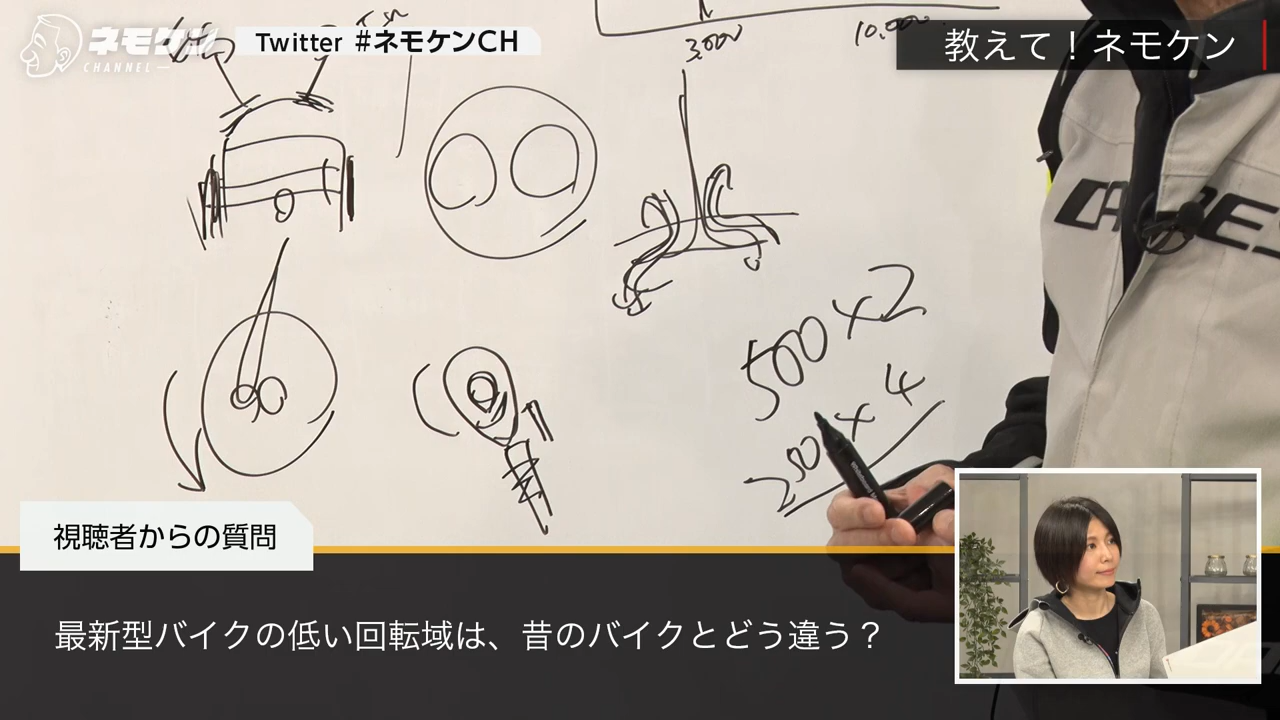 ネモケン
CHANNEL
Twitter #ネモケンCH
教えて！ネモケン
3,000
10,000
500×2
250×4
視聴者からの質問
最新型バイクの低い回転域は、昔のバイクとどう違う？